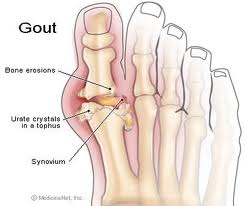 Gout
Bone erosions
Urate crystals
in a tophus
Synovium
© MedicineNet, Inc.